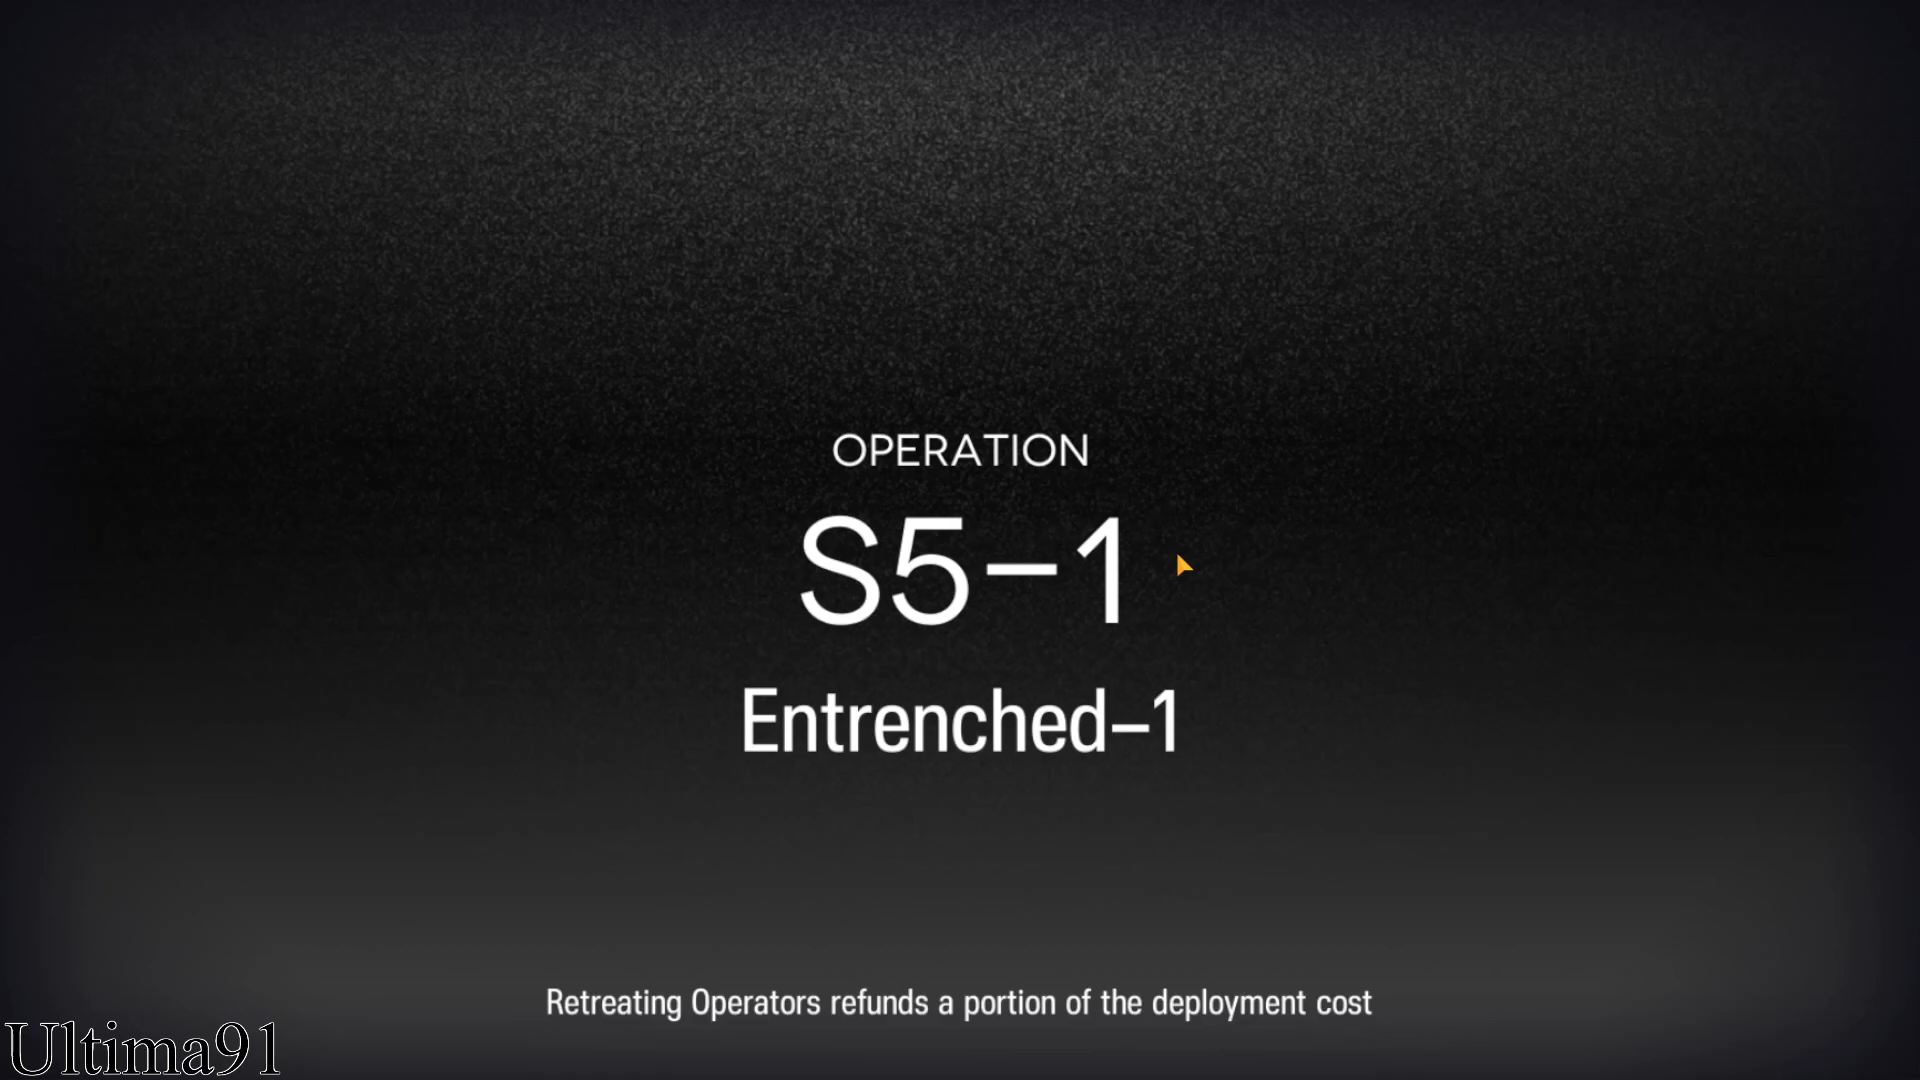 OPERATION
S5-1
Entrenched-1
Retreating Operators refunds a portion of the deployment cost
Ultima91